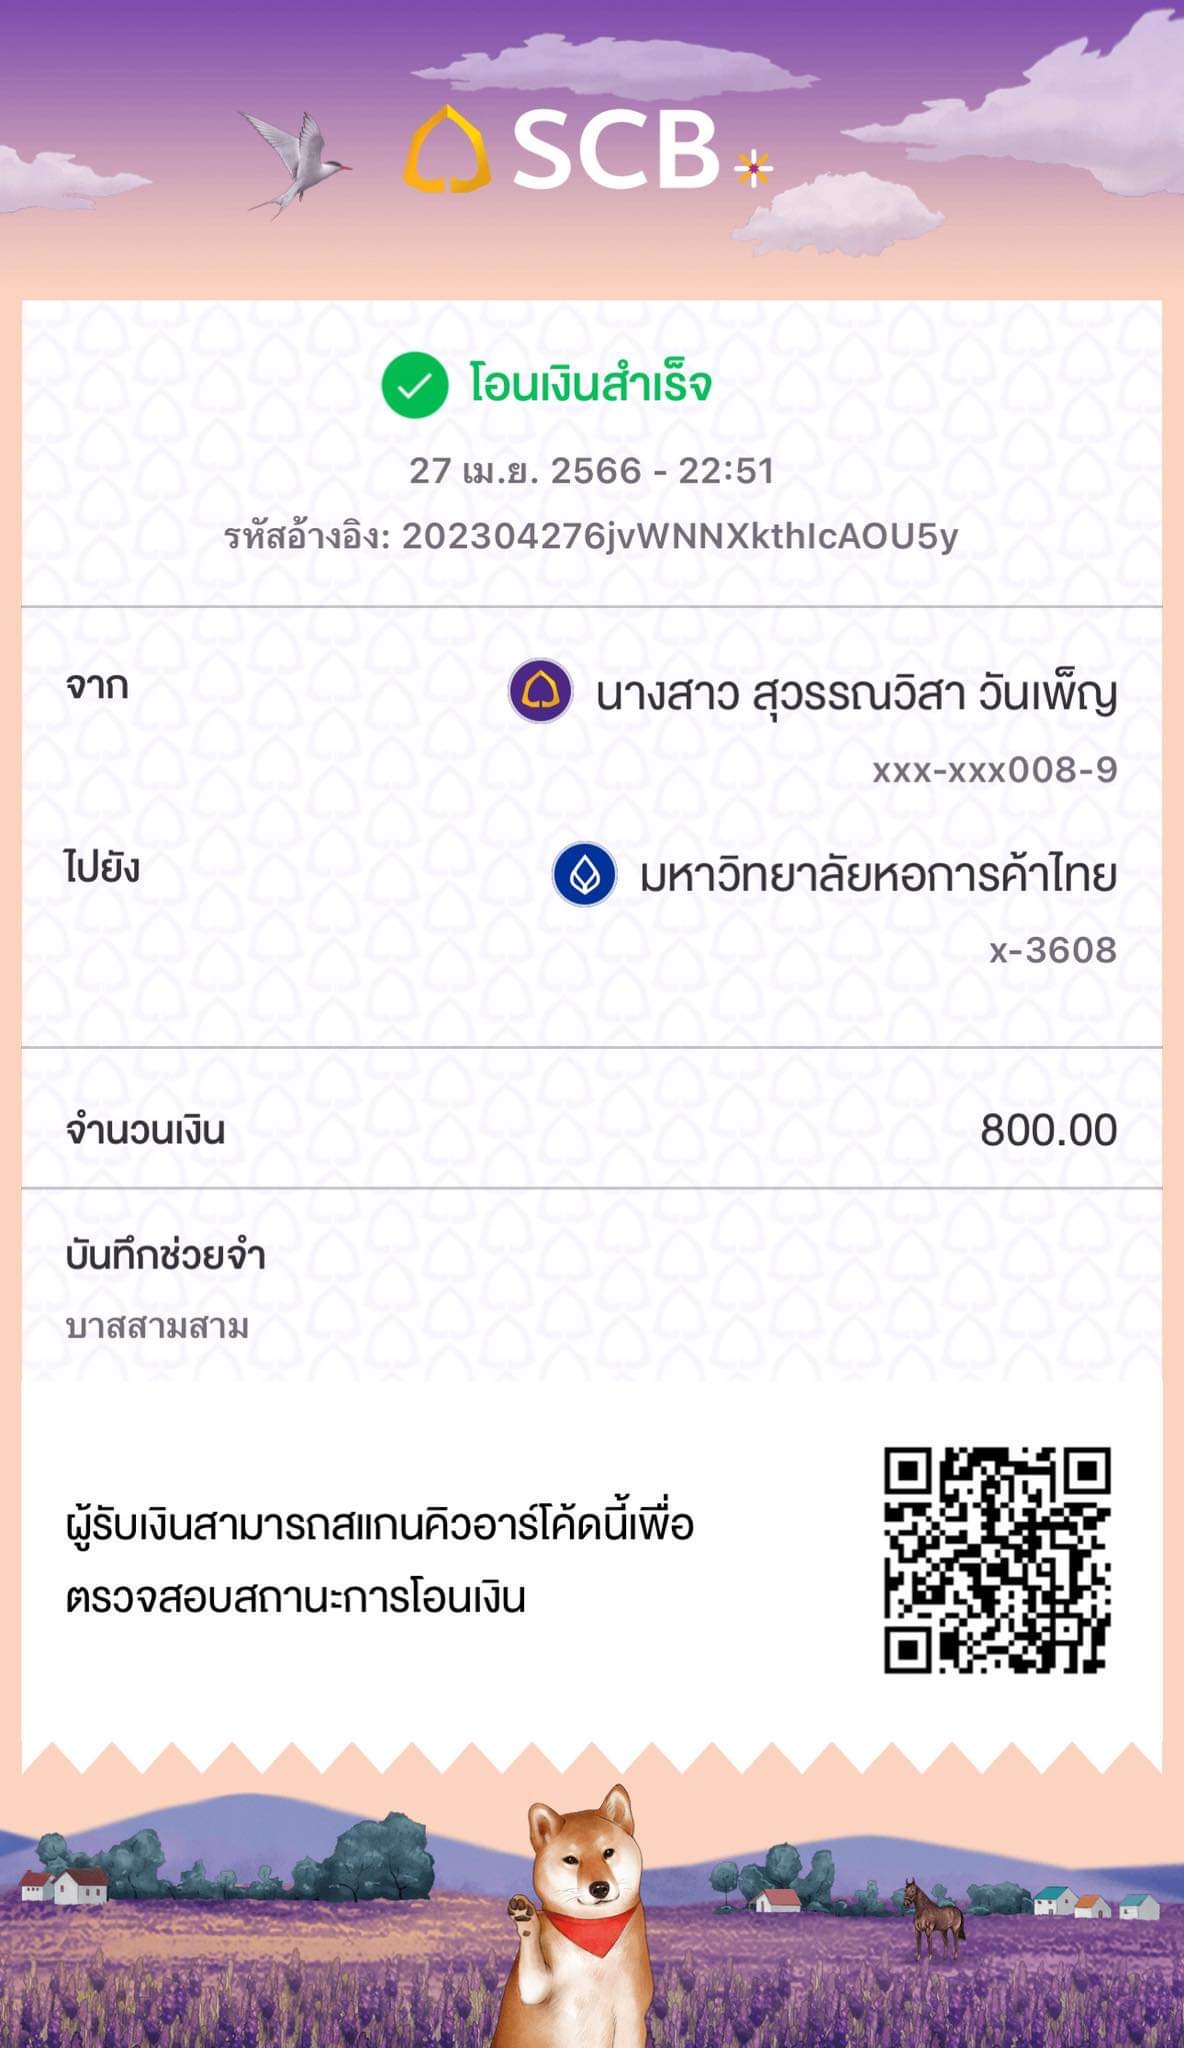 SCB
โอนเงินสำเร็จ
27 เม.ย. 2566 - 22:51
รหัสอ้างอิง: 202304276jvWNNXkthIcAOU5y
จาก
นางสาว สุวรรณวิสา วันเพ็ญ
xxx-xxx008-9
ไปยัง
มหาวิทยาลัยหอการค้าไทย
x-3608
จำนวนเงิน
800.00
บันทึกช่วยจำ
บาสสามสาม
ผู้รับเงินสามารถสแกนคิวอาร์โค้ดนี้เพื่อ
ตรวจสอบสถานะการโอนเงิน